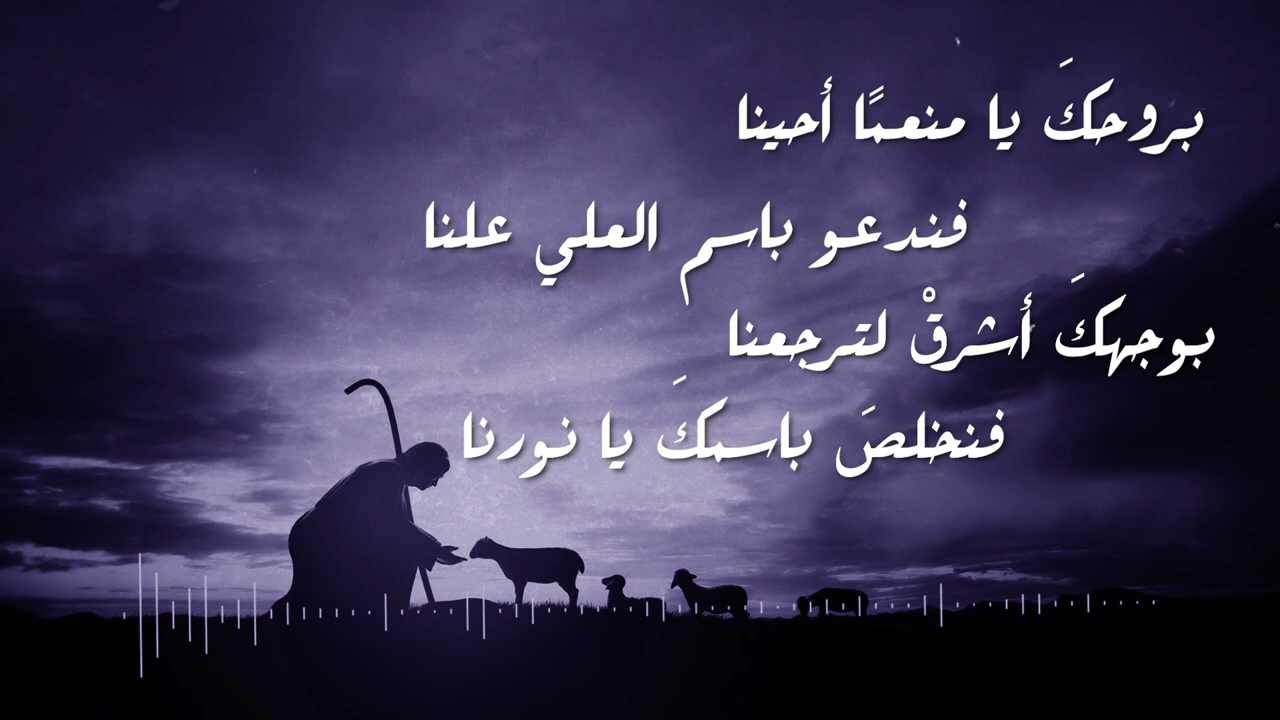 بروحكَ يا منعمًا أحينا
فندعو باسم العلي علنا
بوجهكَ أشرقْ لترجعنا
فنخلصَ باسمكَ يا نورنا